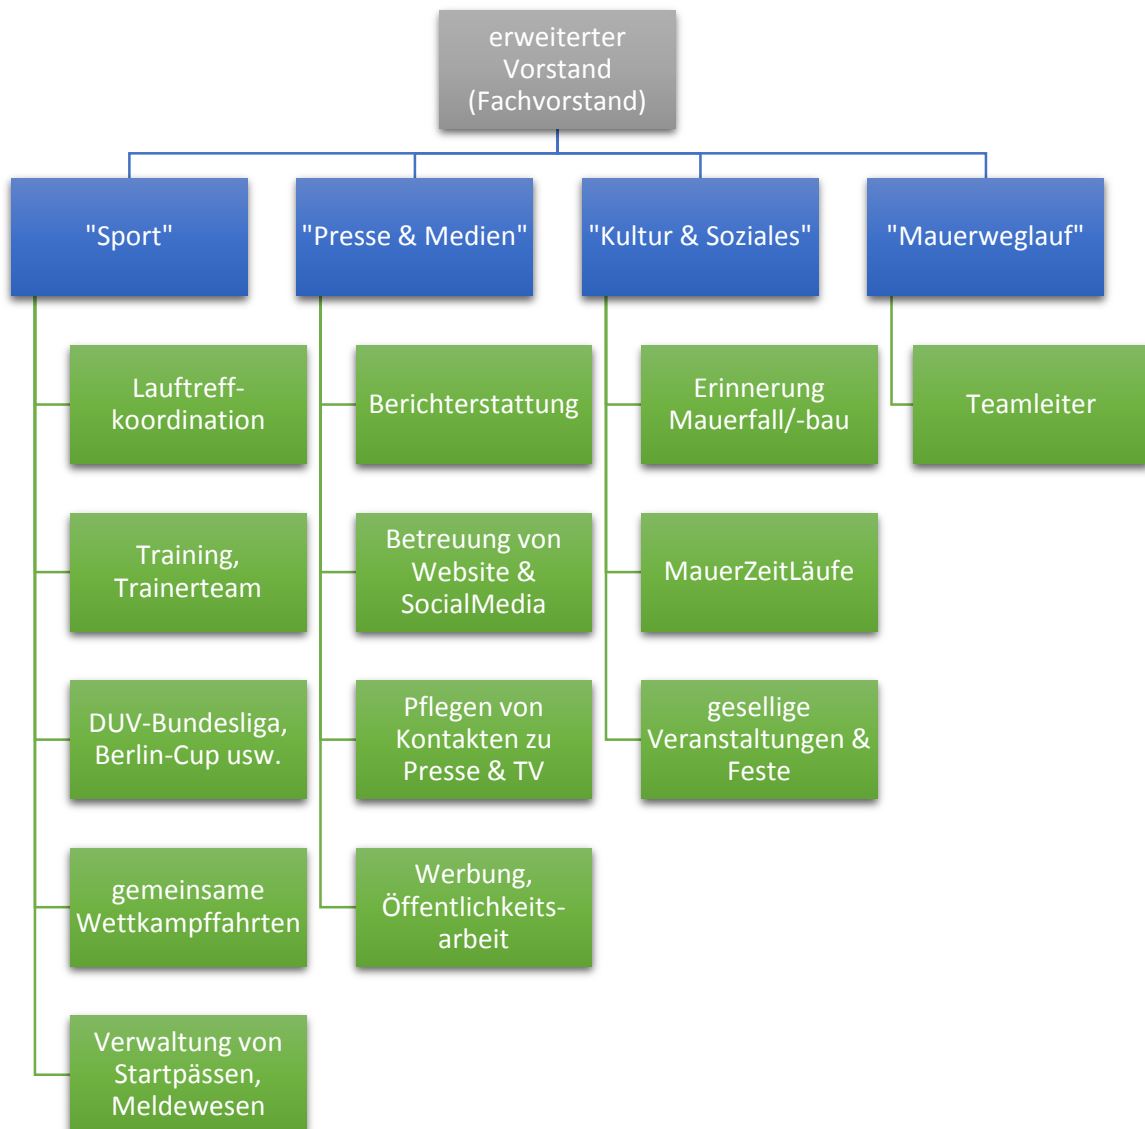 erweiterter
Vorstand
(Fachvorstand)
"Sport"
"Presse & Medien"
"Kultur & Soziales"
"Mauerweglauf"
Lauftreff-
koordination
Training,
Trainerteam
DUV-Bundesliga,
Berlin-Cup usw.
gemeinsame
Wettkampffahrten
Verwaltung von
Startpässen,
Meldewesen
Berichterstattung
Betreuung von
Website &
SocialMedia
Pflegen von
Kontakten zu
Presse & TV
Werbung,
Öffentlichkeits-
arbeit
Erinnerung
Mauerfall/-bau
MauerZeitLäufe
gesellige
Veranstaltungen &
Feste
Teamleiter